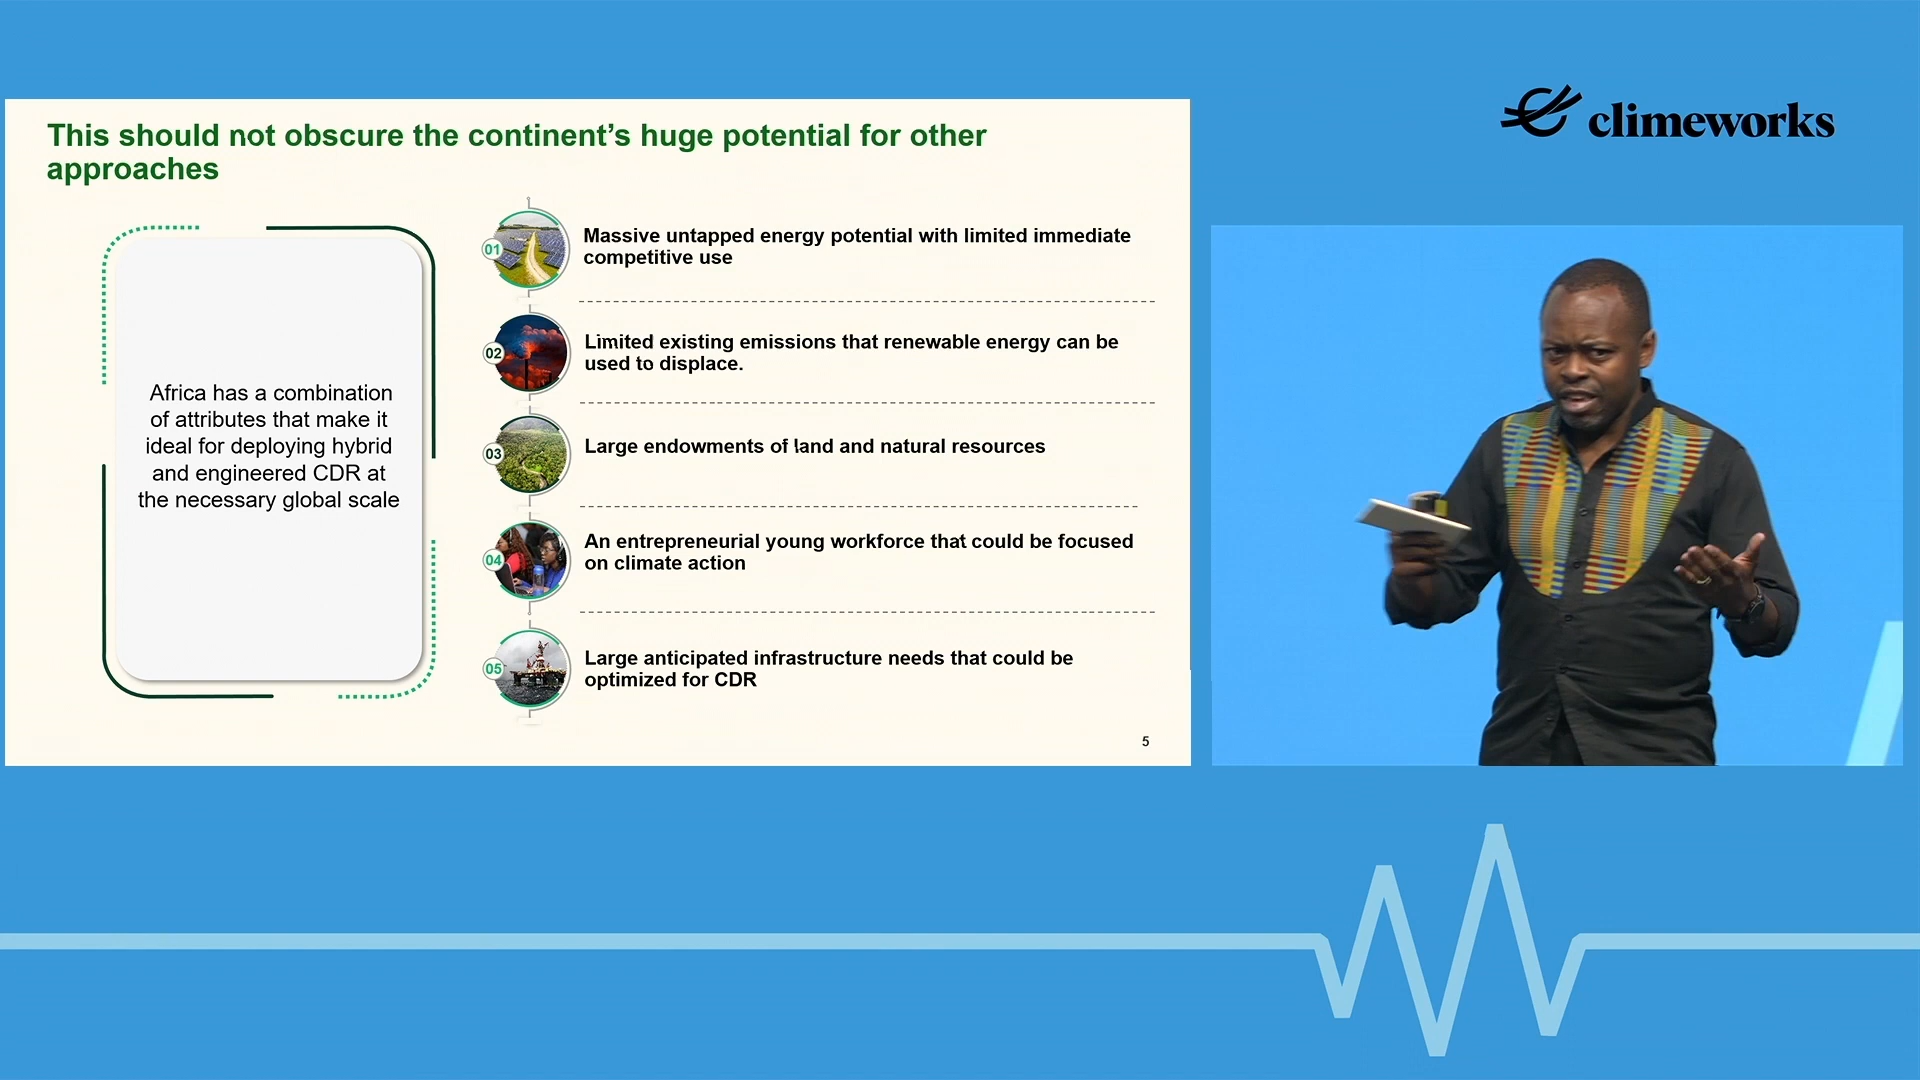 climeworks
This should not obscure the continent’s huge potential for other
approaches
Africa has a combination
of attributes that make it
ideal for deploying hybrid
and engineered CDR at
the necessary global scale
01
Massive untapped energy potential with limited immediate
competitive use
02
Limited existing emissions that renewable energy can be
used to displace.
03
Large endowments of land and natural resources
04
An entrepreneurial young workforce that could be focused
on climate action
05
Large anticipated infrastructure needs that could be
optimized for CDR
5